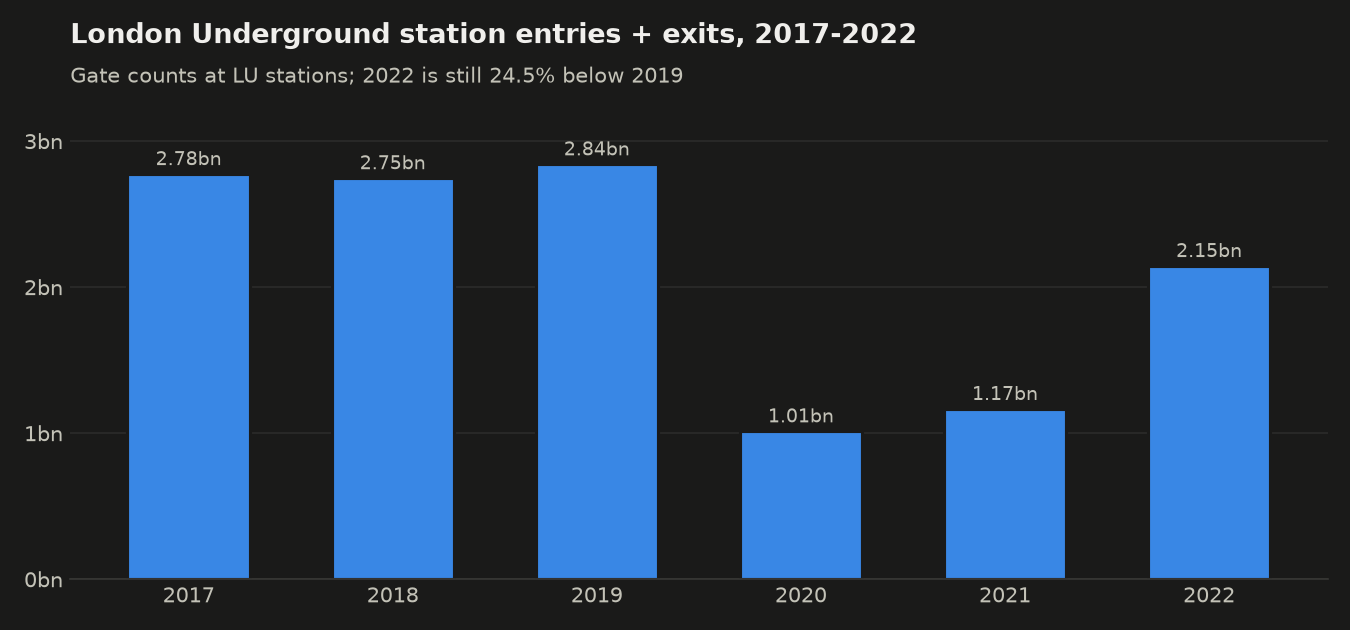 London Underground station entries + exits, 2017-2022
Gate counts at LU stations; 2022 is still 24.5% below 2019
3bn
2bn
1bn
0bn
2.78bn
2.75bn
2.84bn
1.01bn
1.17bn
2.15bn
2017
2018
2019
2020
2021
2022